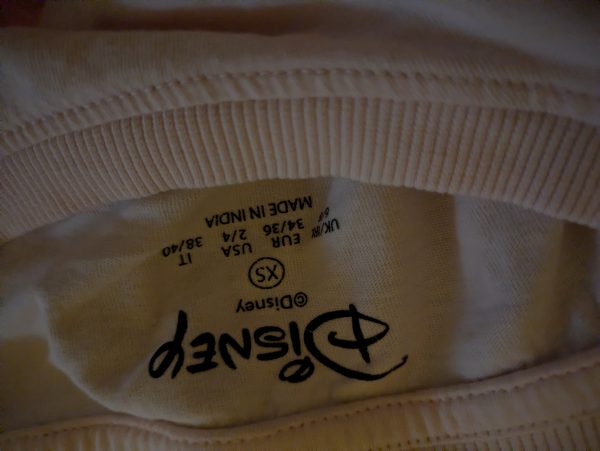 DISNEY
©Disney
XS
EUR USA IT
34/36 2/4 38/40
MADE IN INDIA